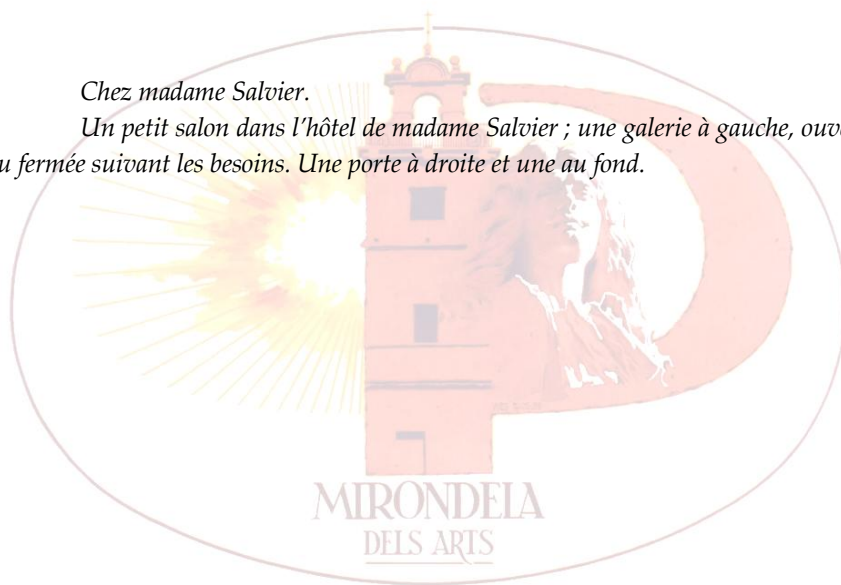 Chez madame Salvier.
Un petit salon dans l’hôtel de madame Salvier ; une galerie à gauche, ouve
u fermée suivant les besoins. Une porte à droite et une au fond.
MIRONDELA
DELS ARTS